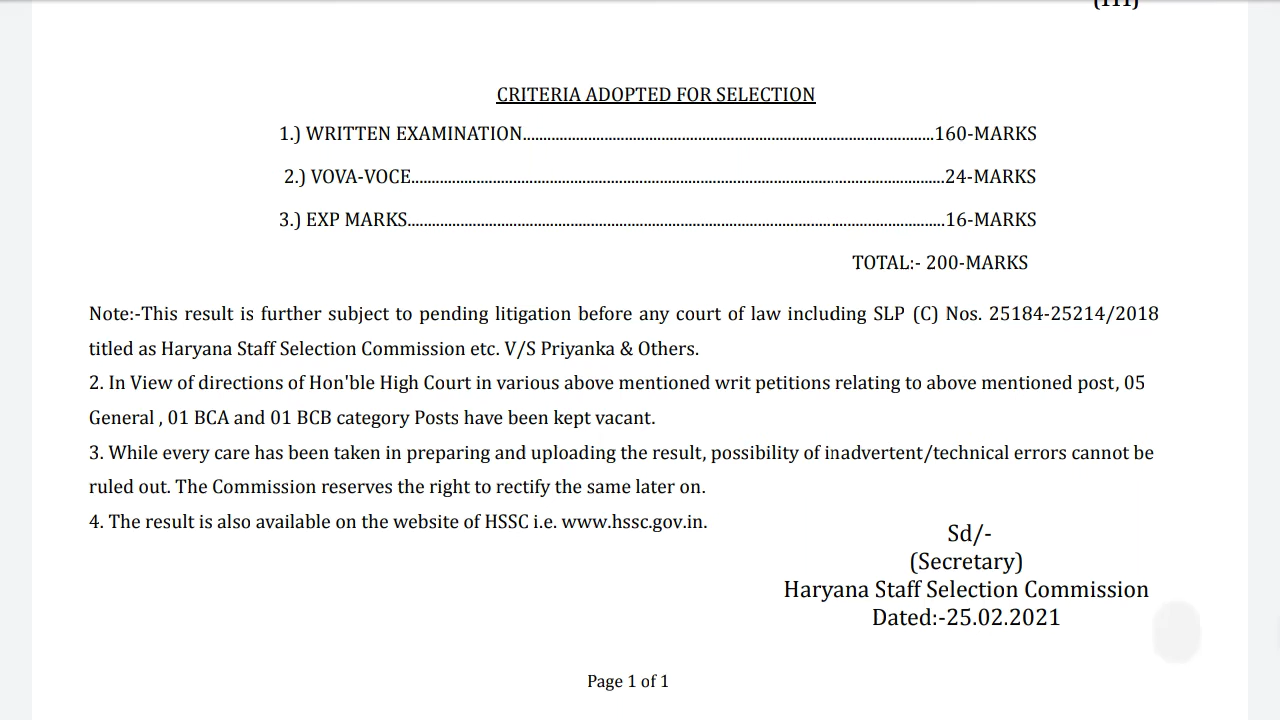 (111)
CRITERIA ADOPTED FOR SELECTION
1.) WRITTEN EXAMINATION..........................................................................................160-MARKS
2.) VOVA-VOCE.....................................................................................................................24-MARKS
3.) EXP MARKS......................................................................................................................16-MARKS
TOTAL:- 200-MARKS
Note:-This result is further subject to pending litigation before any court of law including SLP (C) Nos. 25184-25214/2018
titled as Haryana Staff Selection Commission etc. V/S Priyanka & Others.
2. In View of directions of Hon'ble High Court in various above mentioned writ petitions relating to above mentioned post, 05
General , 01 BCA and 01 BCB category Posts have been kept vacant.
3. While every care has been taken in preparing and uploading the result, possibility of inadvertent/technical errors cannot be
ruled out. The Commission reserves the right to rectify the same later on.
4. The result is also available on the website of HSSC i.e. www.hssc.gov.in.
Sd/-
(Secretary)
Haryana Staff Selection Commission
Dated:-25.02.2021
Page 1 of 1